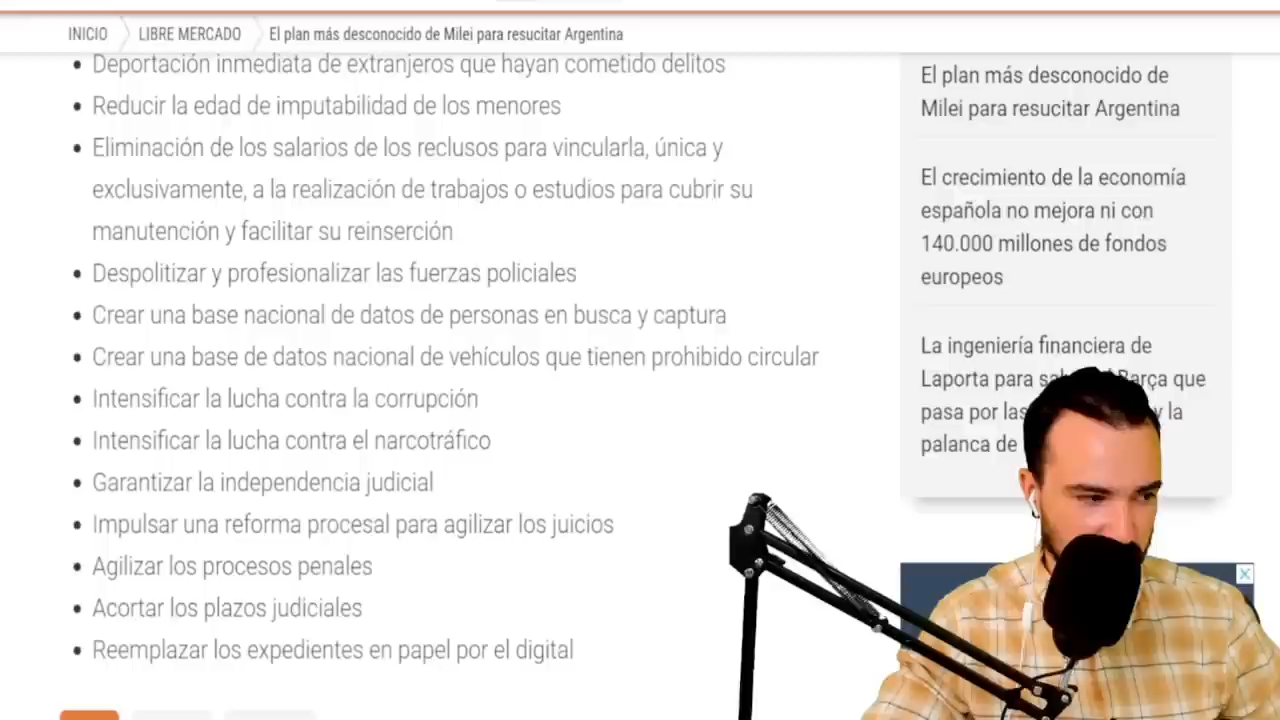 INICIO
LIBRE MERCADO
El plan más desconocido de Milei para resucitar Argentina
Deportación inmediata de extranjeros que hayan cometido delitos
Reducir la edad de imputabilidad de los menores
Eliminación de los salarios de los reclusos para vincularla, única y
exclusivamente, a la realización de trabajos o estudios para cubrir su
manutención y facilitar su reinserción
Despolitizar y profesionalizar las fuerzas policiales
Crear una base nacional de datos de personas en busca y captura
Crear una base de datos nacional de vehículos que tienen prohibido circular
Intensificar la lucha contra la corrupción
Intensificar la lucha contra el narcotráfico
Garantizar la independencia judicial
Impulsar una reforma procesal para agilizar los juicios
Agilizar los procesos penales
Acortar los plazos judiciales
Reemplazar los expedientes en papel por el digital
El plan más desconocido de
Milei para resucitar Argentina
El crecimiento de la economía
española no mejora ni con
140.000 millones de fondos
europeos
La ingeniería financiera de
Laporta para Barça que
pasa por y la
palanca de